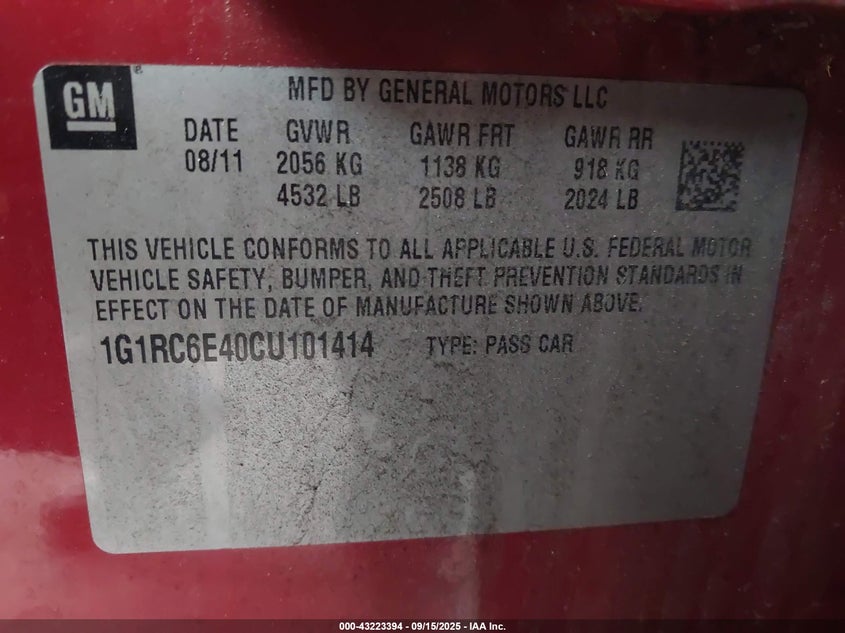 GM
MFD BY GENERAL MOTORS LLC
DATE GVWR GAWR FRT GAWR RR
08/11 2056 KG 1138 KG 918 KG
4532 LB 2508 LB 2024 LB
THIS VEHICLE CONFORMS TO ALL APPLICABLE U.S. FEDERAL MOTOR
VEHICLE SAFETY, BUMPER, AND THEFT PREVENTION STANDARDS IN
EFFECT ON THE DATE OF MANUFACTURE SHOWN ABOVE.
1G1RC6E40CU101414 TYPE: PASS CAR
000-43223394 - 09/15/2025 - IAA Inc.